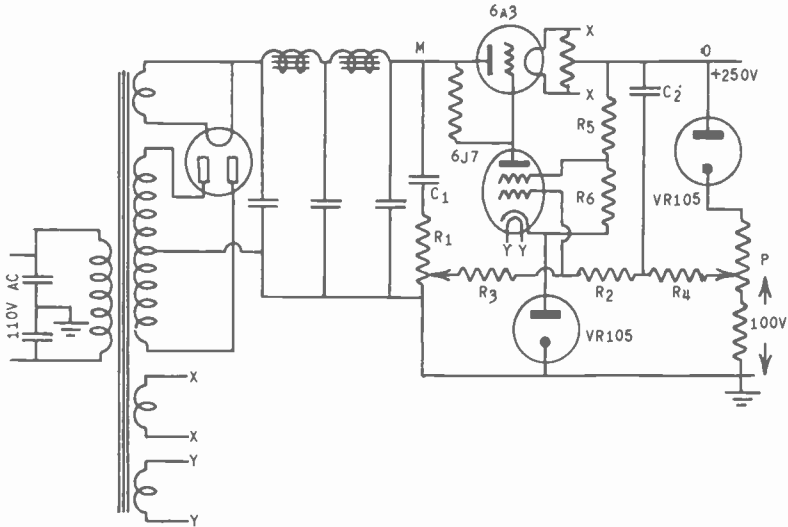 6A3
X
M
O
+250V
X
C2
R5
6J7
C1
R6
VR105
R1
Y Y
P
R3
R2
R4
110V AC
100V
VR105
X
X
Y
Y